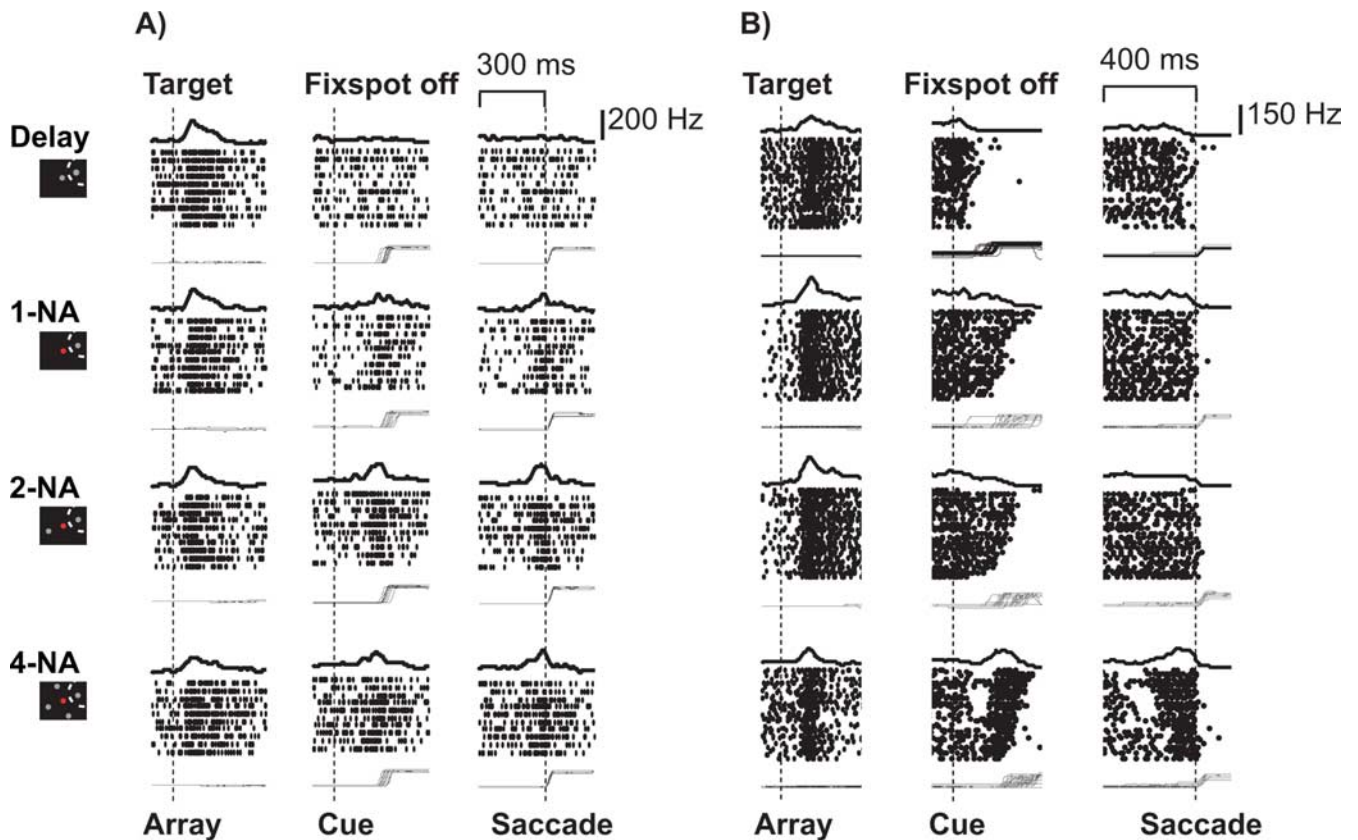 A)
B)
300 ms
400 ms
Target
Fixspot off
Target
Fixspot off
200 Hz
150 Hz
Delay
1-NA
2-NA
4-NA
Array
Cue
Saccade
Array
Cue
Saccade